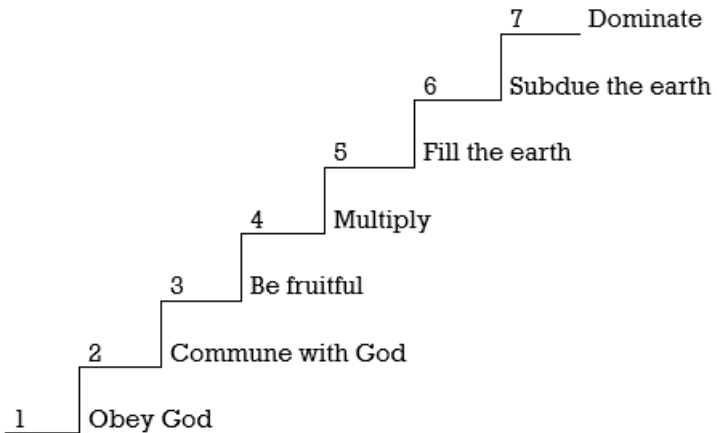 7 Dominate
6 Subdue the earth
5 Fill the earth
4 Multiply
3 Be fruitful
2 Commune with God
1 Obey God